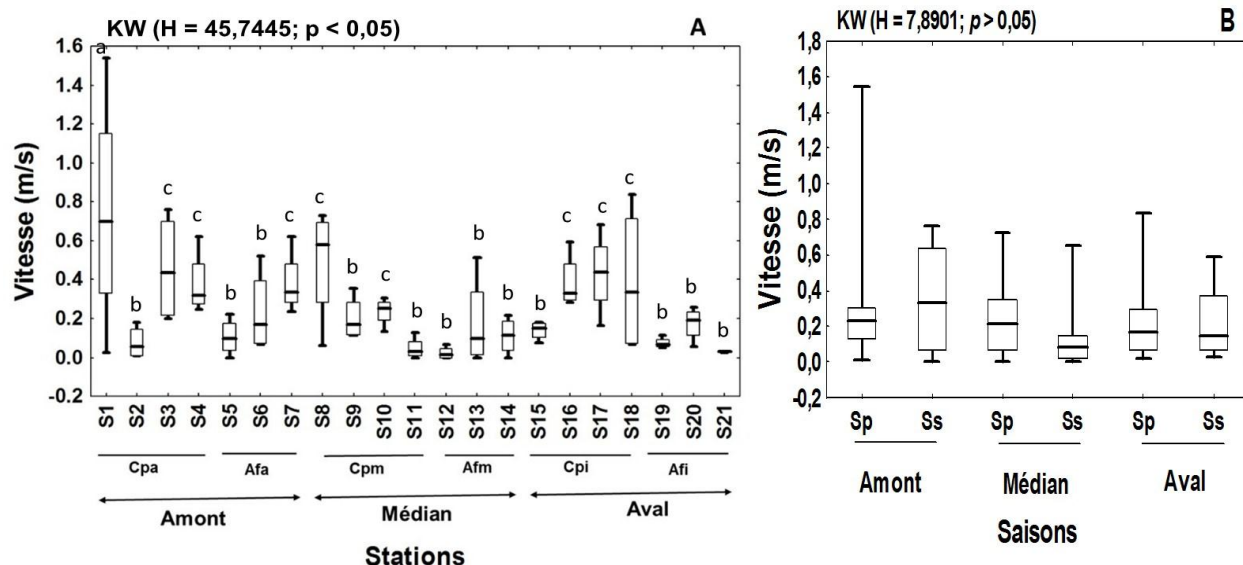 KW (H = 45,7445; p < 0,05)
A
Vitesse (m/s)
1.6
1.4
1.2
1.0
0.8
0.6
0.4
0.2
0.0
-0.2
a
b
c
c
b
b
c
c
b
c
b
b
b
b
b
c
c
c
b
b
b
S1 S2 S3 S4 S5 S6 S7 S8 S9 S10 S11 S12 S13 S14 S15 S16 S17 S18 S19 S20 S21
Cpa Afa Cpm Afm Cpi Afi
Amont Médian Aval
Stations
KW (H = 7,8901; p > 0,05)
B
Vitesse (m/s)
1,8
1,6
1,4
1,2
1,0
0,8
0,6
0,4
0,2
0,0
-0,2
Sp Ss Sp Ss Sp Ss
Amont Médian Aval
Saisons